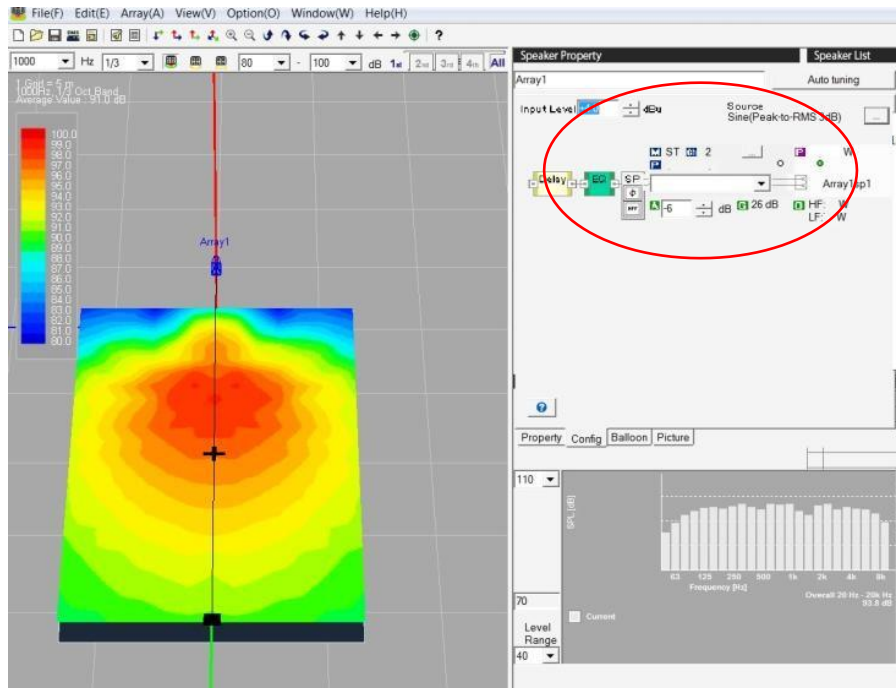 File(F) Edit(E) Array(A) View(V) Option(O) Window(W) Help(H)
1000 Hz 1/3 80 - 100 dB 1st 2nd 3rd 4th All
1 Grid = 5 m
1000Hz, 1/3 Oct.Band
Average Value : 91.0 dB
100.0
99.0
98.0
97.0
96.0
95.0
94.0
93.0
92.0
91.0
90.0
89.0
88.0
87.0
86.0
85.0
84.0
83.0
82.0
81.0
80.0
Array1
Speaker Property Speaker List
Array1 Auto tuning
Input Level dBu Source
Sine(Peak-to-RMS 3dB) ...
M ST G 2 ... P W
P
Delay EQ SP Array1sp1
Φ
OFF A -6 dB G 26 dB HF: W
LF: W
Property Config Balloon Picture
110
SPL [dB]
63 125 250 500 1k 2k 4k 8k
Frequency [Hz]
Overall 20 Hz - 20k Hz
93.8 dB
70
Current
Level
Range
40